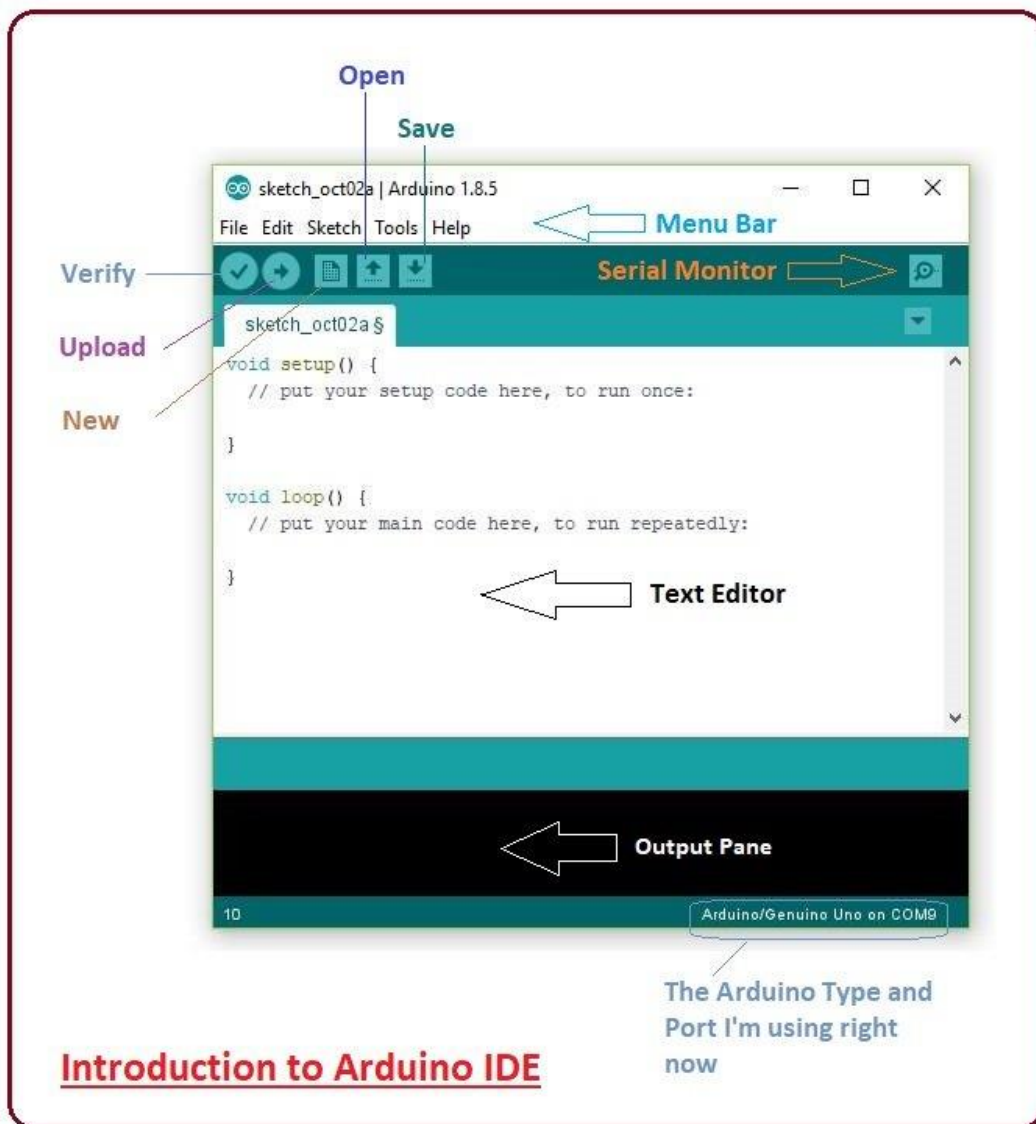 Open
Save
sketch_oct02a | Arduino 1.8.5
File Edit Sketch Tools Help
Menu Bar
Verify
Serial Monitor
sketch_oct02a §
Upload
void setup() {
// put your setup code here, to run once:
New
}
void loop() {
// put your main code here, to run repeatedly:
}
Text Editor
Output Pane
10
Arduino/Genuino Uno on COM9
The Arduino Type and
Port I'm using right
now
Introduction to Arduino IDE